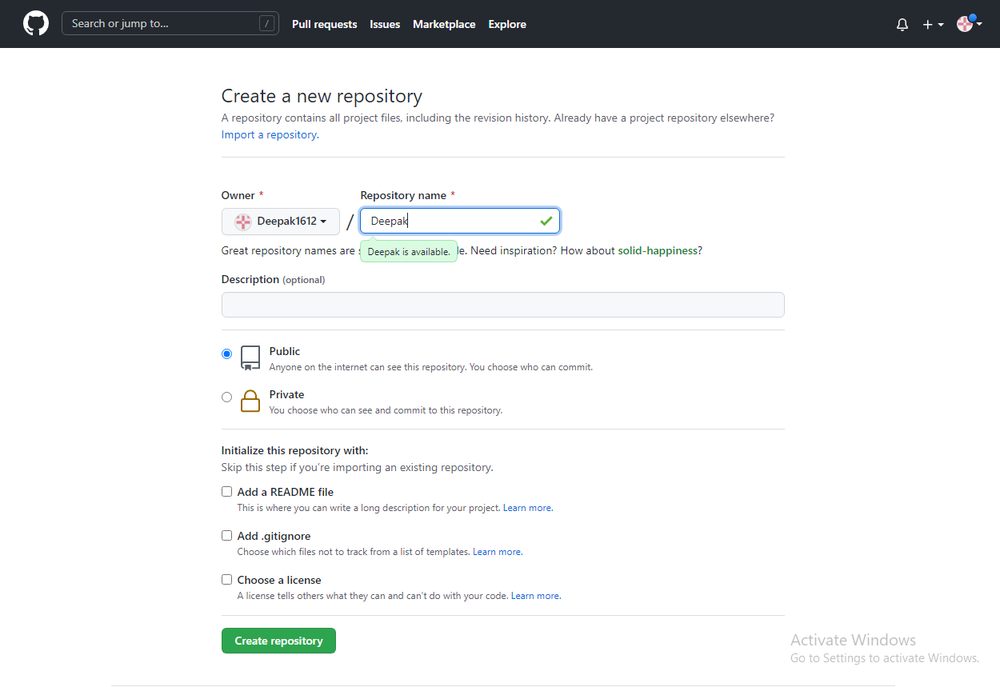 Search or jump to... /
Pull requests Issues Marketplace Explore
Create a new repository
A repository contains all project files, including the revision history. Already have a project repository elsewhere?
Import a repository.
Owner * Repository name *
Deepak1612 / Deepak
Great repository names are e. Need inspiration? How about solid-happiness?
Deepak is available.
Description (optional)
Public
Anyone on the internet can see this repository. You choose who can commit.
Private
You choose who can see and commit to this repository.
Initialize this repository with:
Skip this step if you’re importing an existing repository.
Add a README file
This is where you can write a long description for your project. Learn more.
Add .gitignore
Choose which files not to track from a list of templates. Learn more.
Choose a license
A license tells others what they can and can't do with your code. Learn more.
Create repository
Activate Windows
Go to Settings to activate Windows.